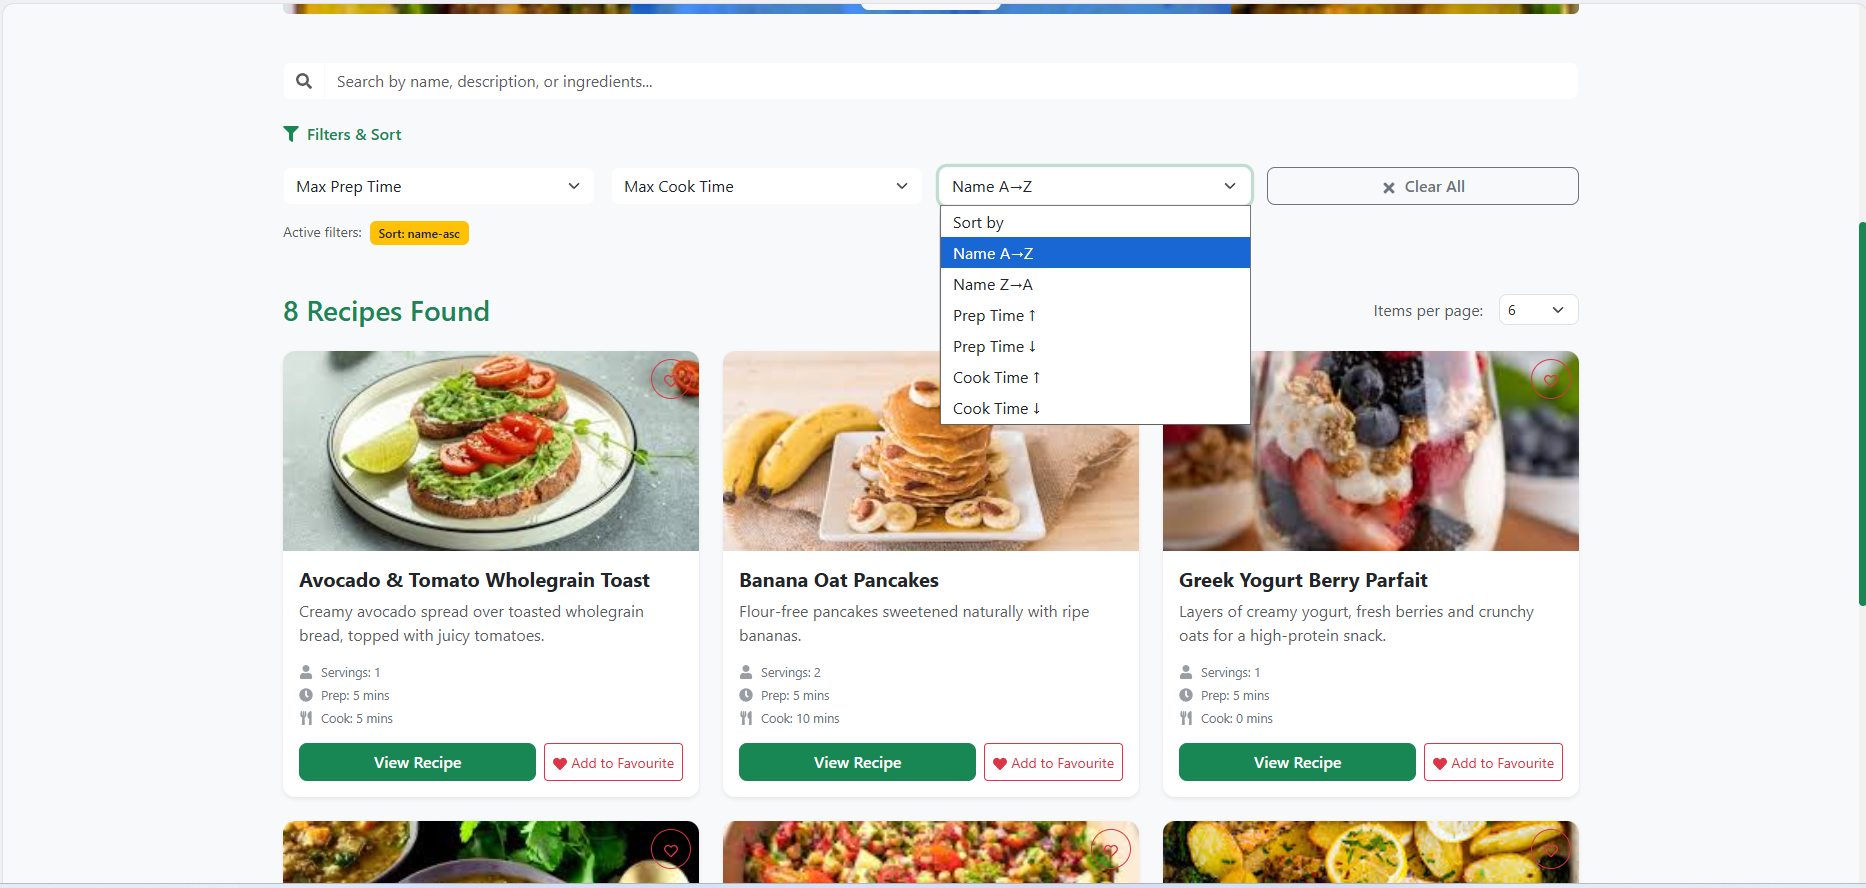 Search by name, description, or ingredients...
Filters & Sort
Max Prep Time
Max Cook Time
Name A→Z
Clear All
Active filters:
Sort: name-asc
Sort by
Name A→Z
Name Z→A
Prep Time ↑
Prep Time ↓
Cook Time ↑
Cook Time ↓
8 Recipes Found
Items per page:
6
Avocado & Tomato Wholegrain Toast
Creamy avocado spread over toasted wholegrain
bread, topped with juicy tomatoes.
Servings: 1
Prep: 5 mins
Cook: 5 mins
View Recipe
Add to Favourite
Banana Oat Pancakes
Flour-free pancakes sweetened naturally with ripe
bananas.
Servings: 2
Prep: 5 mins
Cook: 10 mins
View Recipe
Add to Favourite
Greek Yogurt Berry Parfait
Layers of creamy yogurt, fresh berries and crunchy
oats for a high-protein snack.
Servings: 1
Prep: 5 mins
Cook: 0 mins
View Recipe
Add to Favourite